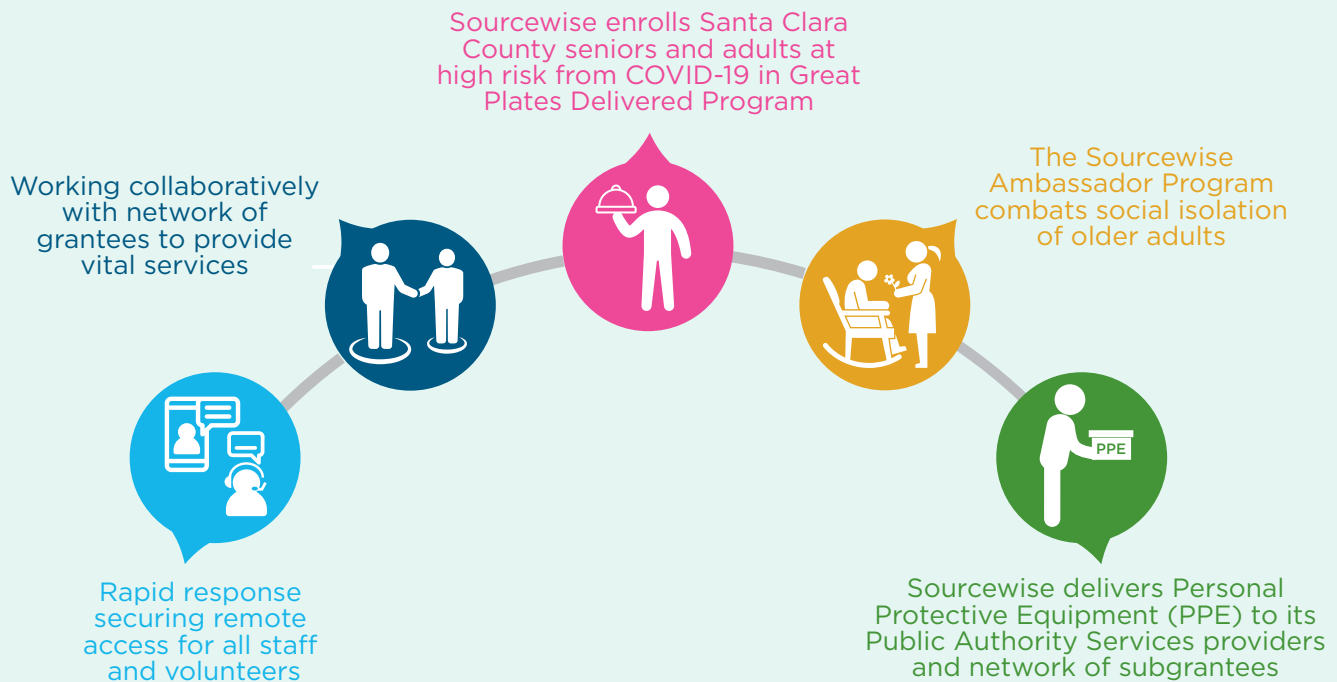 Sourcewise enrolls Santa Clara
County seniors and adults at
high risk from COVID-19 in Great
Plates Delivered Program
Working collaboratively
with network of
grantees to provide
vital services
The Sourcewise
Ambassador Program
combats social isolation
of older adults
PPE
Rapid response
securing remote
access for all staff
and volunteers
Sourcewise delivers Personal
Protective Equipment (PPE) to its
Public Authority Services providers
and network of subgrantees